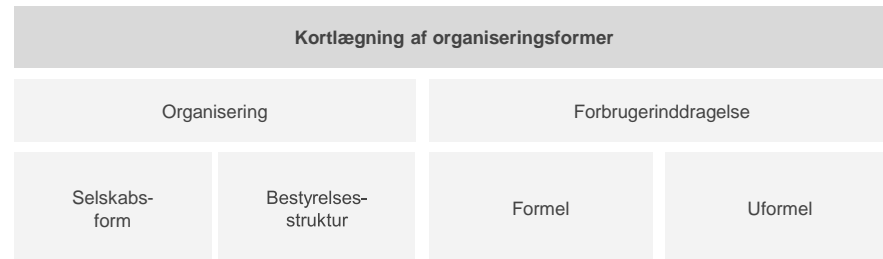 Kortlægning af organiseringsformer
Organisering
Forbrugerinddragelse
Selskabs-
form
Bestyrelses-
struktur
Formel
Uformel